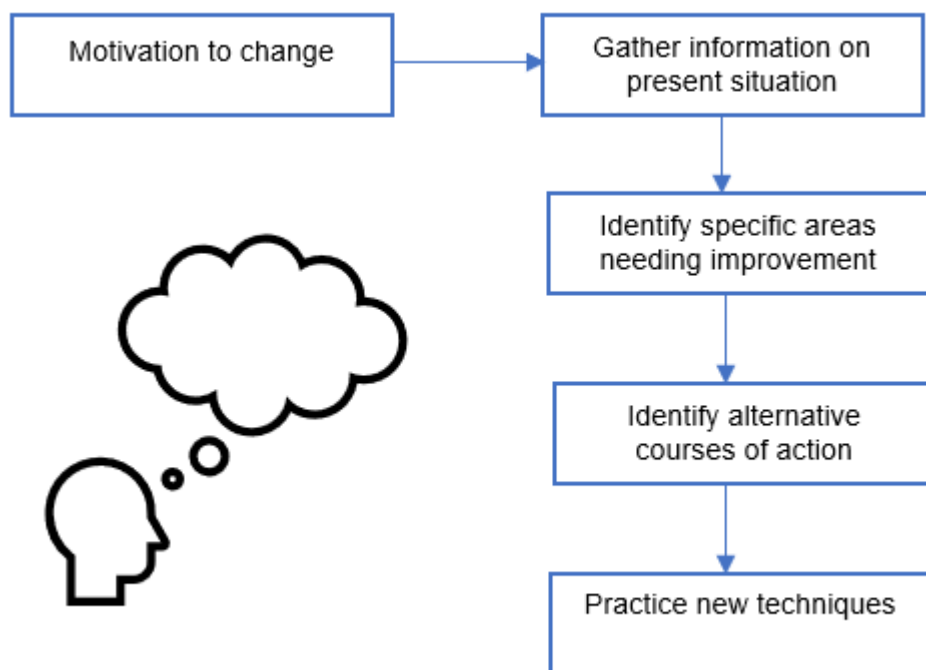 Motivation to change
Gather information on
present situation
Identify specific areas
needing improvement
Identify alternative
courses of action
Practice new techniques